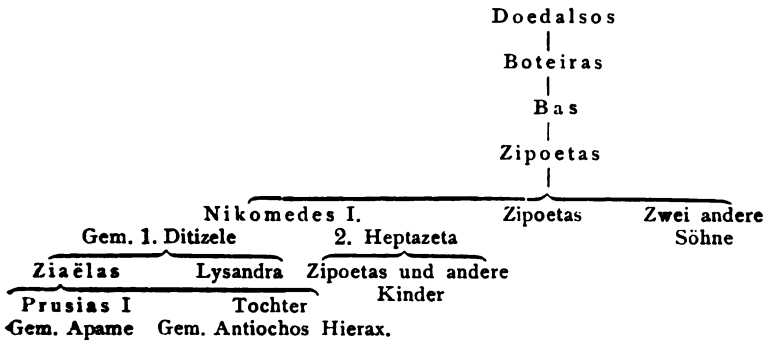 Doedalsos
Boteiras
Bas
Zipoetas
Nikomedes I. Zipoetas Zwei andere
Gem. 1. Ditizele 2. Heptazeta Söhne
Ziaëlas Lysandra Zipoetas und andere
Kinder
Prusias I Tochter
Gem. Apame Gem. Antiochos Hierax.